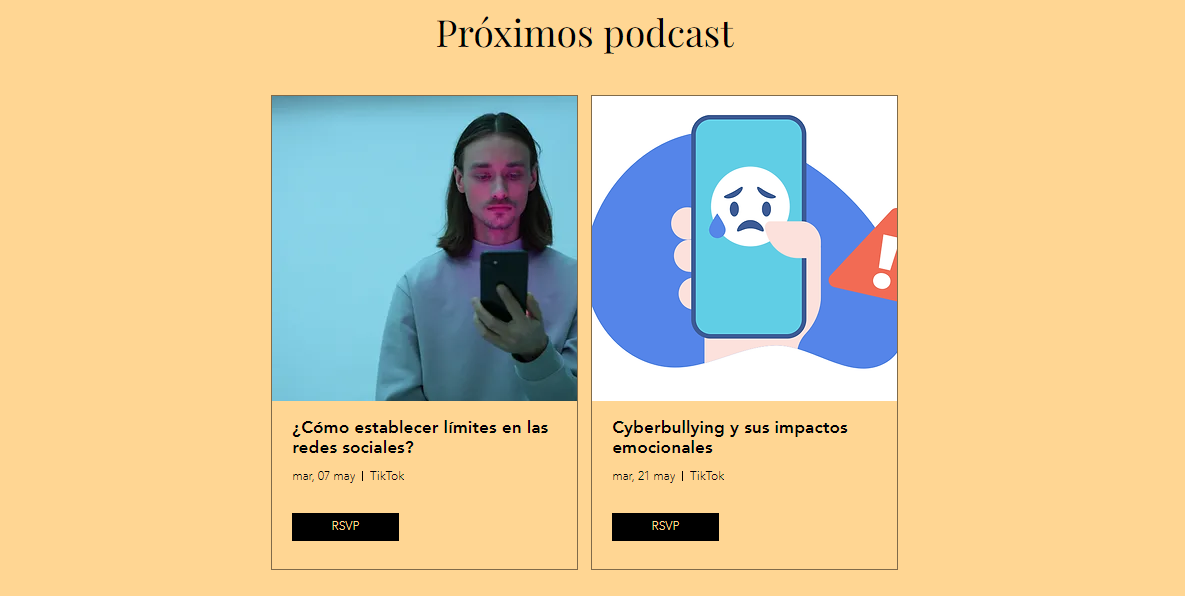 Próximos podcast
¿Cómo establecer límites en las
redes sociales?
mar, 07 may | TikTok
RSVP
Cyberbullying y sus impactos
emocionales
mar, 21 may | TikTok
RSVP